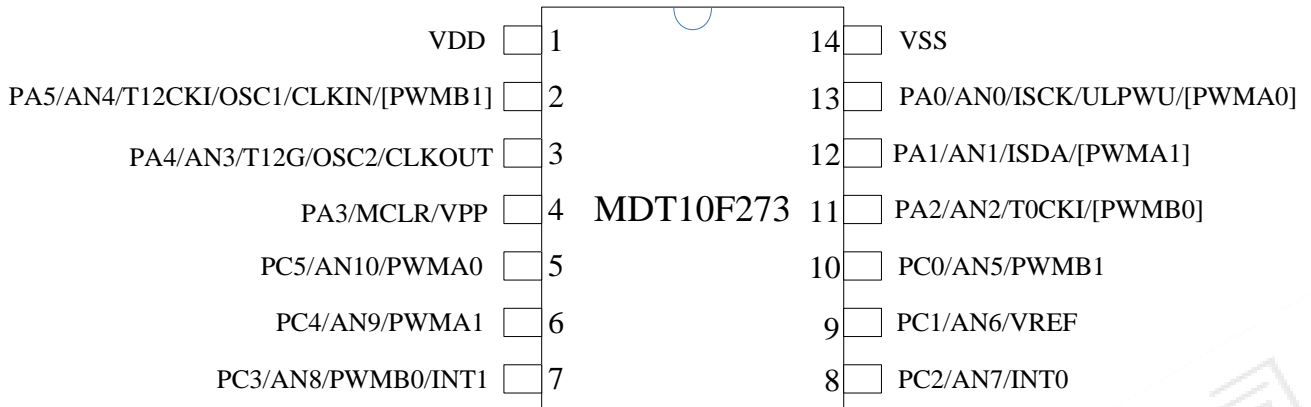 VDD 1 14 VSS
PA5/AN4/T12CKI/OSC1/CLKIN/[PWMB1] 2 13 PA0/AN0/ISCK/ULPWU/[PWMA0]
PA4/AN3/T12G/OSC2/CLKOUT 3 12 PA1/AN1/ISDA/[PWMA1]
PA3/MCLR/VPP 4 MDT10F273 11 PA2/AN2/T0CKI/[PWMB0]
PC5/AN10/PWMA0 5 10 PC0/AN5/PWMB1
PC4/AN9/PWMA1 6 9 PC1/AN6/VREF
PC3/AN8/PWMB0/INT1 7 8 PC2/AN7/INT0